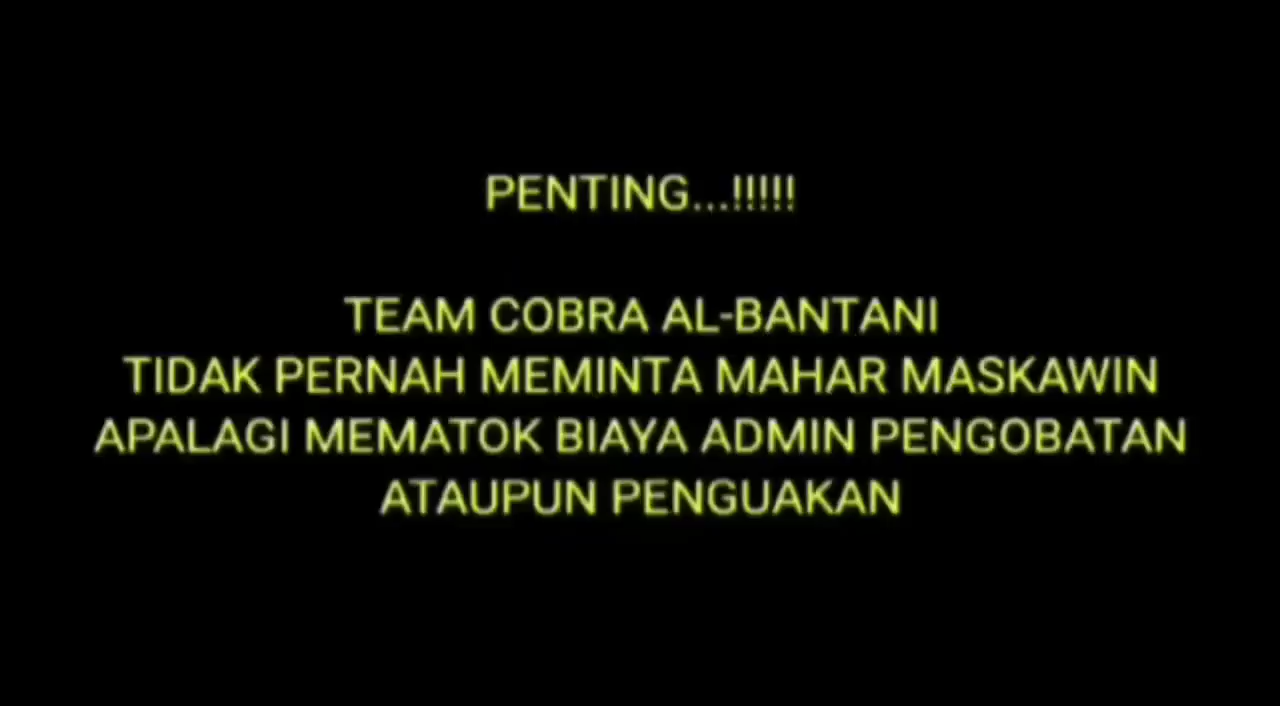 PENTING...!!!!!
TEAM COBRA AL-BANTANI
TIDAK PERNAH MEMINTA MAHAR MASKAWIN
APALAGI MEMATOK BIAYA ADMIN PENGOBATAN
ATAUPUN PENGUAKAN